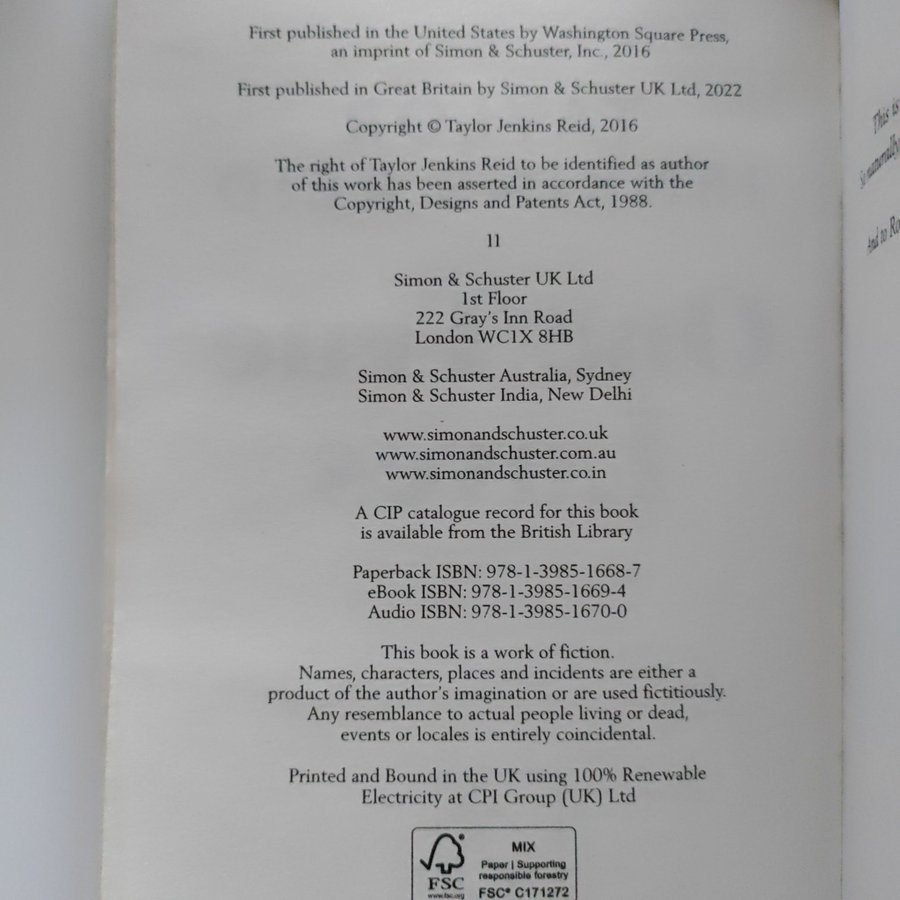 First published in the United States by Washington Square Press,
an imprint of Simon & Schuster, Inc., 2016
First published in Great Britain by Simon & Schuster UK Ltd, 2022
Copyright © Taylor Jenkins Reid, 2016
The right of Taylor Jenkins Reid to be identified as author
of this work has been asserted in accordance with the
Copyright, Designs and Patents Act, 1988.
11
Simon & Schuster UK Ltd
1st Floor
222 Gray's Inn Road
London WC1X 8HB
Simon & Schuster Australia, Sydney
Simon & Schuster India, New Delhi
www.simonandschuster.co.uk
www.simonandschuster.com.au
www.simonandschuster.co.in
A CIP catalogue record for this book
is available from the British Library
Paperback ISBN: 978-1-3985-1668-7
eBook ISBN: 978-1-3985-1669-4
Audio ISBN: 978-1-3985-1670-0
This book is a work of fiction.
Names, characters, places and incidents are either a
product of the author's imagination or are used fictitiously.
Any resemblance to actual people living or dead,
events or locales is entirely coincidental.
Printed and Bound in the UK using 100% Renewable
Electricity at CPI Group (UK) Ltd
FSC
www.fsc.org
MIX
Paper | Supporting
responsible forestry
FSC® C171272
This is
So naturally
And to